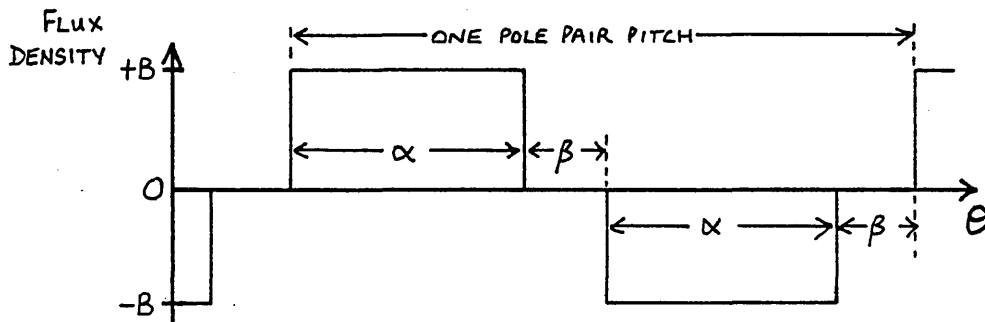 FLUX
DENSITY
ONE POLE PAIR PITCH
+B
α
β
O
θ
α
β
-B